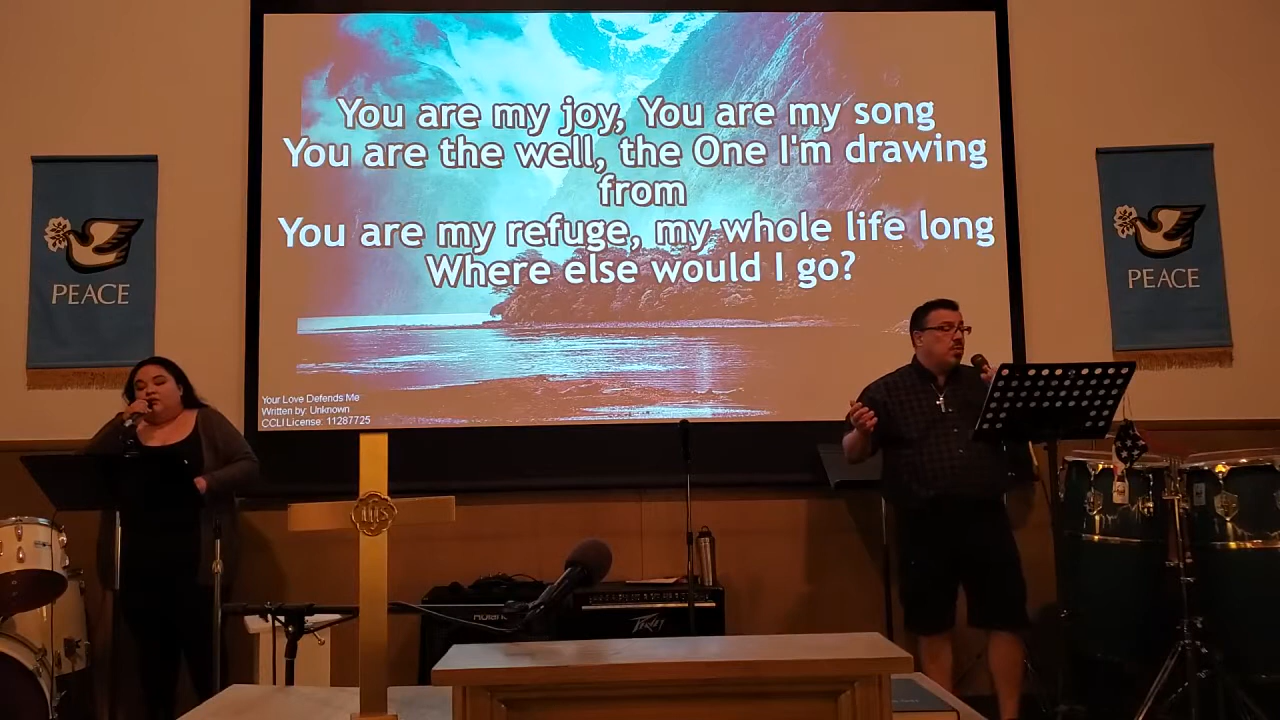 You are my joy, You are my song
You are the well, the One I'm drawing
from
You are my refuge, my whole life long
Where else would I go?
Your Love Defends Me
Written by: Unknown
CCLI License: 11287725
PEACE
PEACE
IHS
Roland
PEAVEY